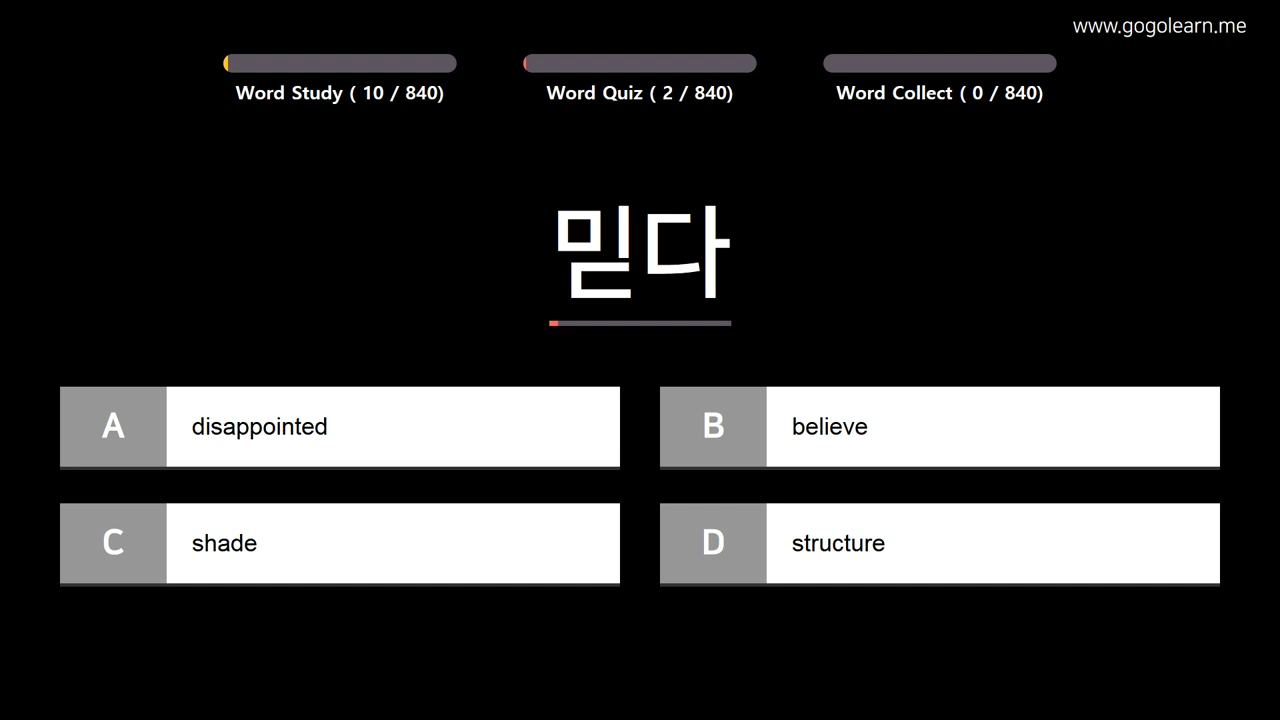 www.gogolearn.me
Word Study ( 10 / 840)
Word Quiz ( 2 / 840)
Word Collect ( 0 / 840)
믿다
A disappointed
B believe
C shade
D structure